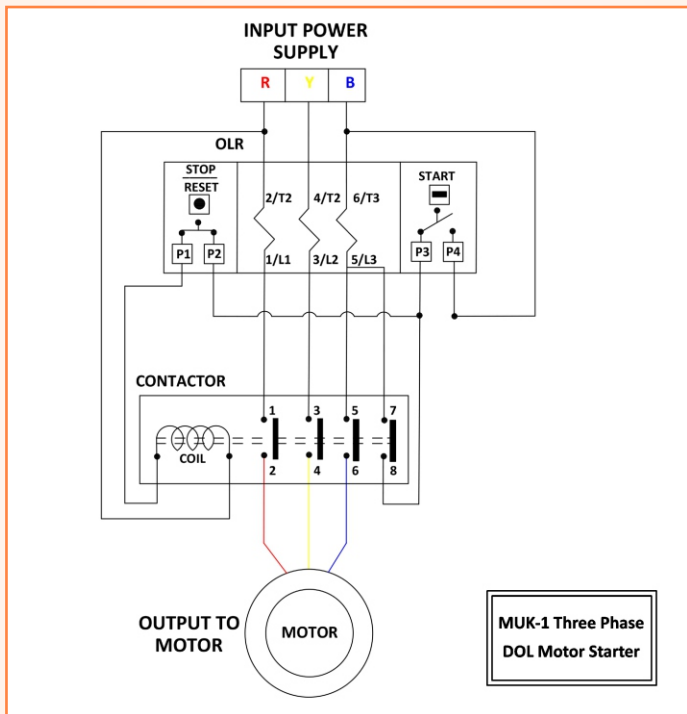 INPUT POWER
SUPPLY
R Y B
OLR
STOP
RESET
START
2/T2 4/T2 6/T3
P1 P2
1/L1 3/L2 5/L3
P3 P4
CONTACTOR
1 3 5 7
COIL
2 4 6 8
OUTPUT TO
MOTOR
MOTOR
MUK-1 Three Phase
DOL Motor Starter